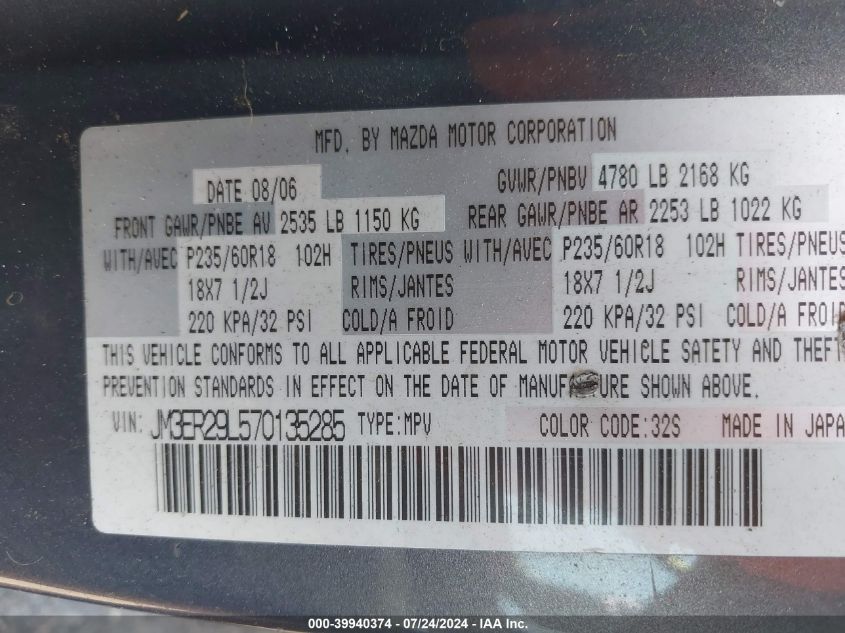 MFD. BY MAZDA MOTOR CORPORATION
DATE 08/06 GVWR/PNBV 4780 LB 2168 KG
FRONT GAWR/PNBE AV 2535 LB 1150 KG REAR GAWR/PNBE AR 2253 LB 1022 KG
WITH/AVEC P235/60R18 102H TIRES/PNEUS WITH/AVEC P235/60R18 102H TIRES/PNEUS
18X7 1/2J RIMS/JANTES 18X7 1/2J RIMS/JANTES
220 KPA/32 PSI COLD/A FROID 220 KPA/32 PSI COLD/A FROID
THIS VEHICLE CONFORMS TO ALL APPLICABLE FEDERAL MOTOR VEHICLE SATETY AND THEFT
PREVENTION STANDARDS IN EFFECT ON THE DATE OF MANUF URE SHOWN ABOVE.
VIN: JM3ER29L570135285 TYPE:MPV COLOR CODE:32S MADE IN JAPA
000-39940374 - 07/24/2024 - IAA Inc.